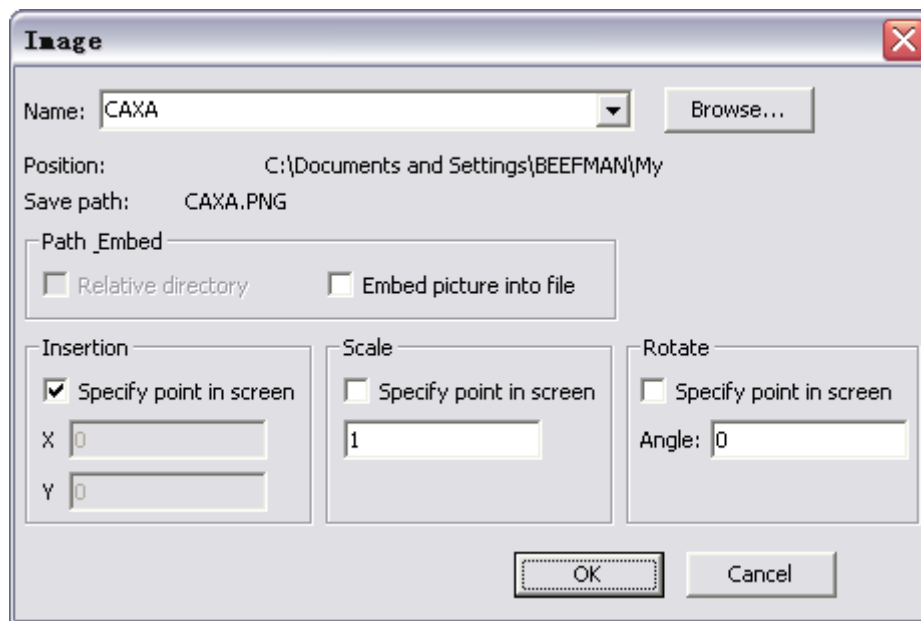 Image
Name: CAXA Browse...
Position: C:\Documents and Settings\BEEFMAN\My
Save path: CAXA.PNG
Path_Embed
Relative directory Embed picture into file
Insertion Scale Rotate
Specify point in screen Specify point in screen Specify point in screen
X 0 1 Angle: 0
Y 0
OK Cancel